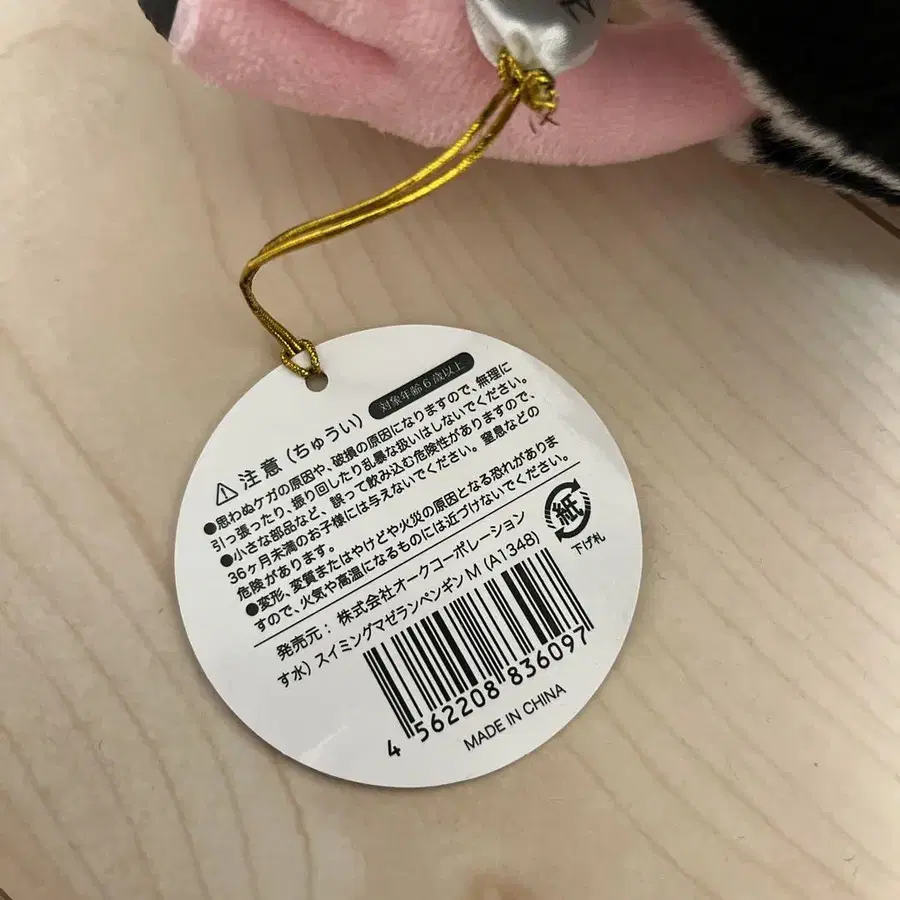 対象年齢6歳以上
注意(ちゅうい)
●思わぬケガの原因や、破損の原因になりますので、無理に
引っ張ったり、振り回したり乱暴な扱いはしないでください。
●小さな部品など、誤って飲み込む危険性がありますので、
36ヶ月未満のお子様には与えないでください。窒息などの
危険があります。
●変形、変質またはやけどや火災の原因となる恐れがありま
すので、火気や高温になるものには近づけないでください。
紙
下げ札
発売元:株式会社オークコーポレーション
す水)スイミングマゼランペンギンM(A1348)
4 562208 836097
MADE IN CHINA